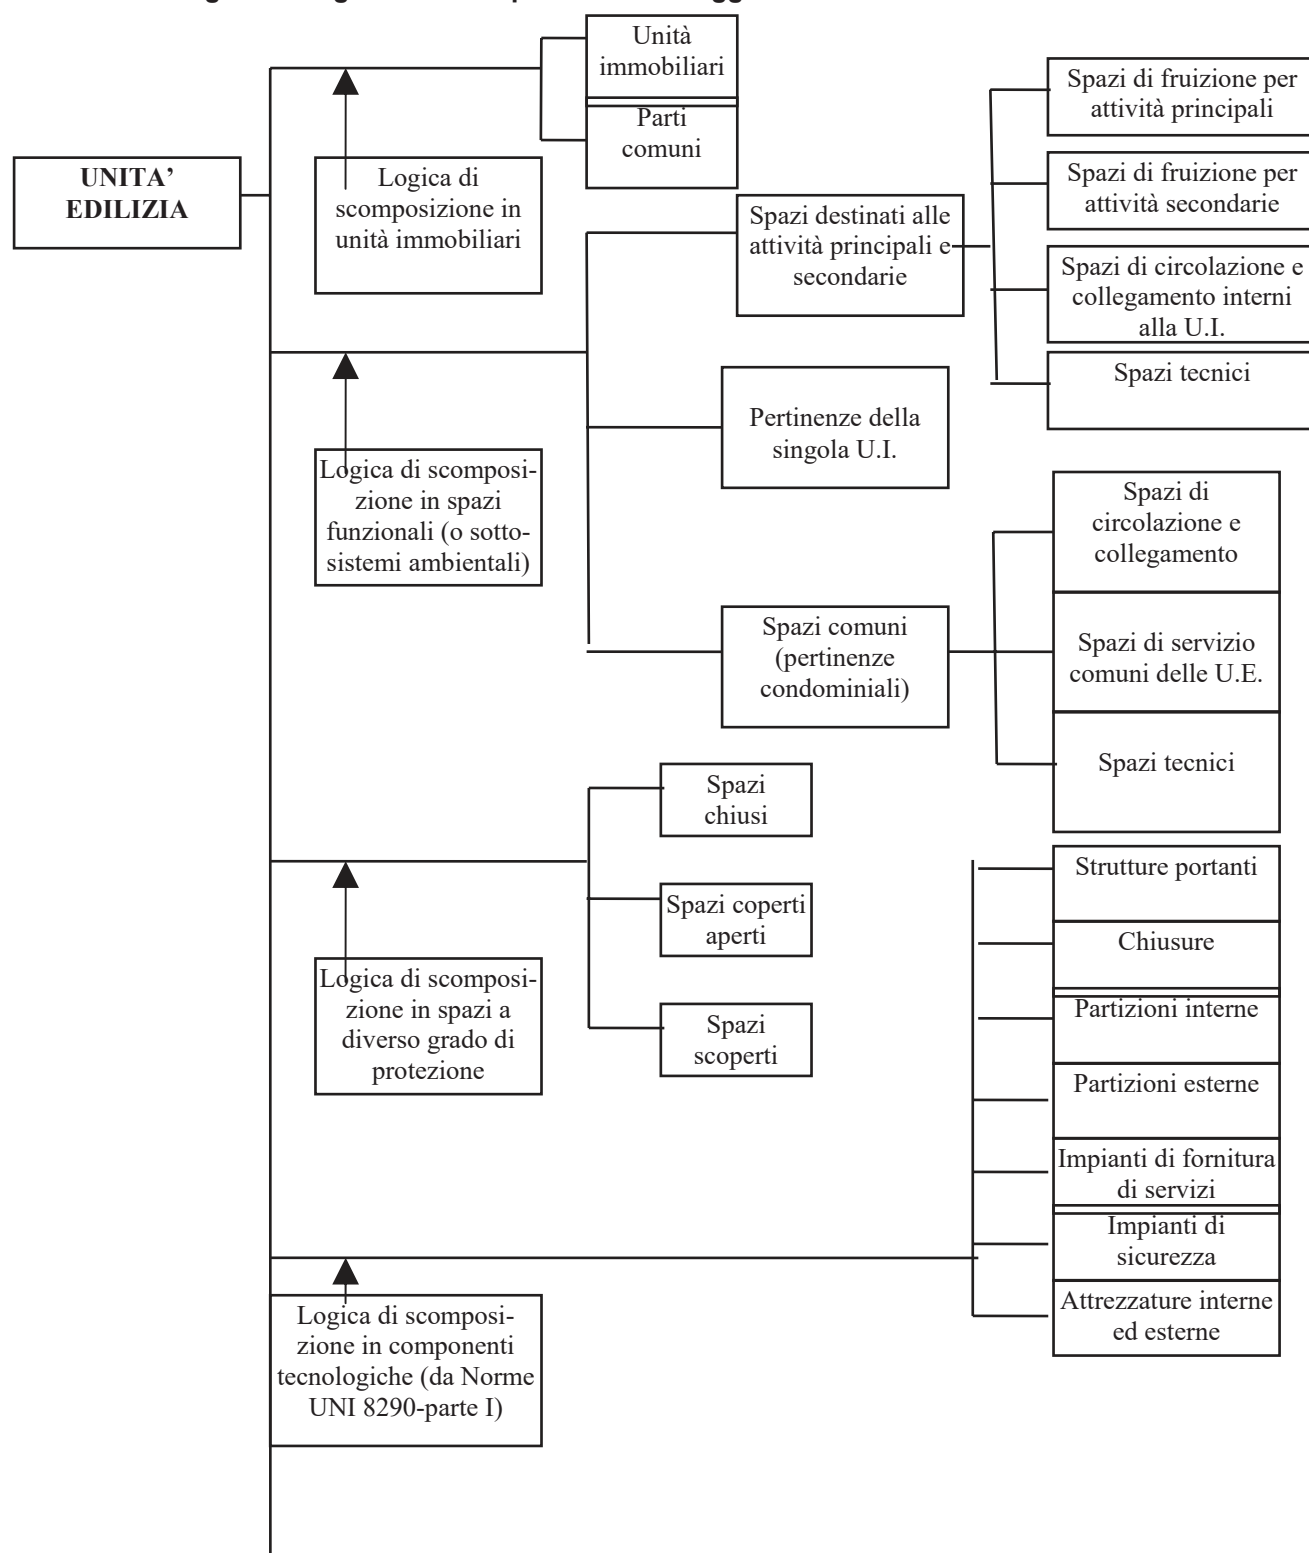 UNITA’
EDILIZIA
Logica di
scomposizione in
unità immobiliari
Unità
immobiliari
Parti
comuni
Logica di scomposi-
zione in spazi
funzionali (o sotto-
sistemi ambientali)
Spazi destinati alle
attività principali e
secondarie
Spazi di fruizione per
attività principali
Spazi di fruizione per
attività secondarie
Spazi di circolazione e
collegamento interni
alla U.I.
Spazi tecnici
Pertinenze della
singola U.I.
Spazi comuni
(pertinenze
condominiali)
Spazi di
circolazione e
collegamento
Spazi di servizio
comuni delle U.E.
Spazi tecnici
Logica di scomposi-
zione in spazi a
diverso grado di
protezione
Spazi
chiusi
Spazi coperti
aperti
Spazi
scoperti
Logica di scomposi-
zione in componenti
tecnologiche (da Norme
UNI 8290-parte I)
Strutture portanti
Chiusure
Partizioni interne
Partizioni esterne
Impianti di fornitura
di servizi
Impianti di
sicurezza
Attrezzature interne
ed esterne